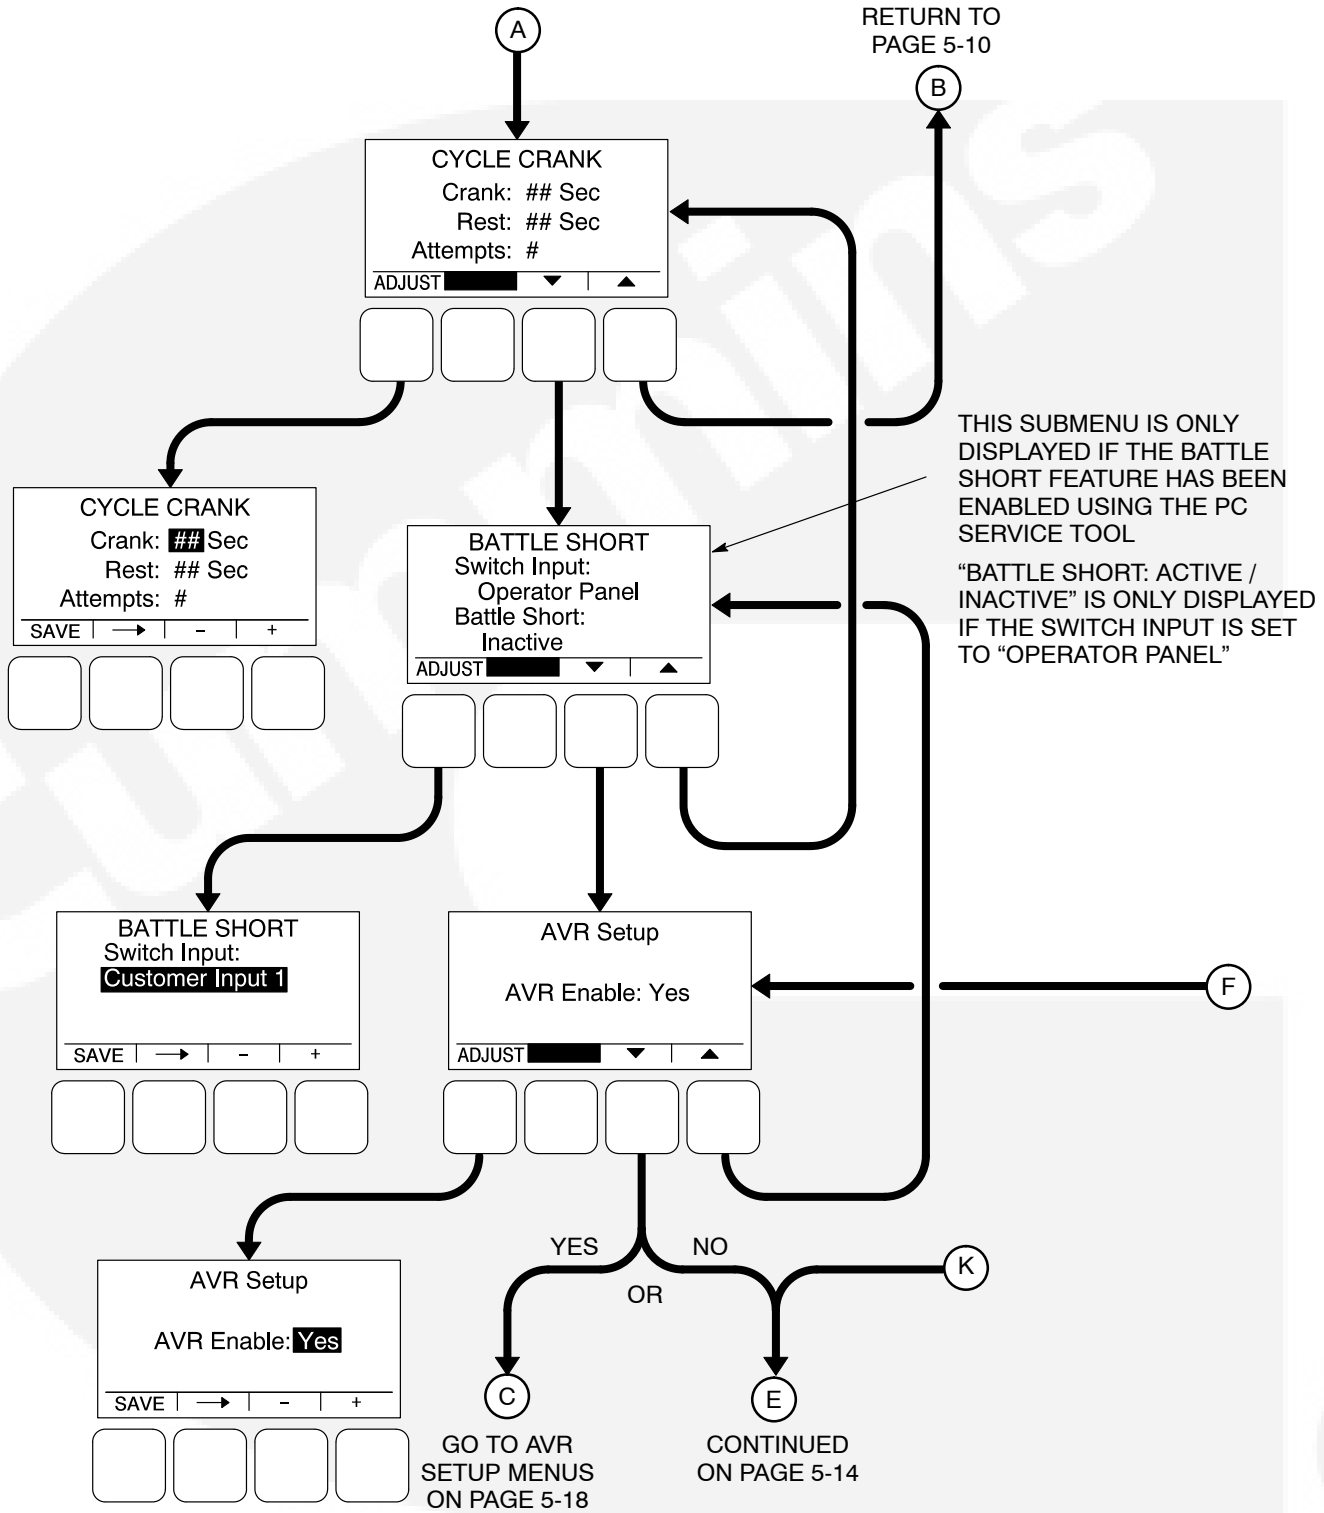 A
RETURN TO
PAGE 5-10
B
CYCLE CRANK
Crank: ## Sec
Rest: ## Sec
Attempts: #
ADJUST
THIS SUBMENU IS ONLY
DISPLAYED IF THE BATTLE
SHORT FEATURE HAS BEEN
ENABLED USING THE PC
SERVICE TOOL
“BATTLE SHORT: ACTIVE /
INACTIVE” IS ONLY DISPLAYED
IF THE SWITCH INPUT IS SET
TO “OPERATOR PANEL”
CYCLE CRANK
Crank: ## Sec
Rest: ## Sec
Attempts: #
SAVE - +
BATTLE SHORT
Switch Input:
Operator Panel
Battle Short:
Inactive
ADJUST
BATTLE SHORT
Switch Input:
Customer Input 1
SAVE - +
AVR Setup
AVR Enable: Yes
ADJUST
F
YES
NO
OR
K
AVR Setup
AVR Enable: Yes
SAVE - +
C
GO TO AVR
SETUP MENUS
ON PAGE 5-18
E
CONTINUED
ON PAGE 5-14
Cummins